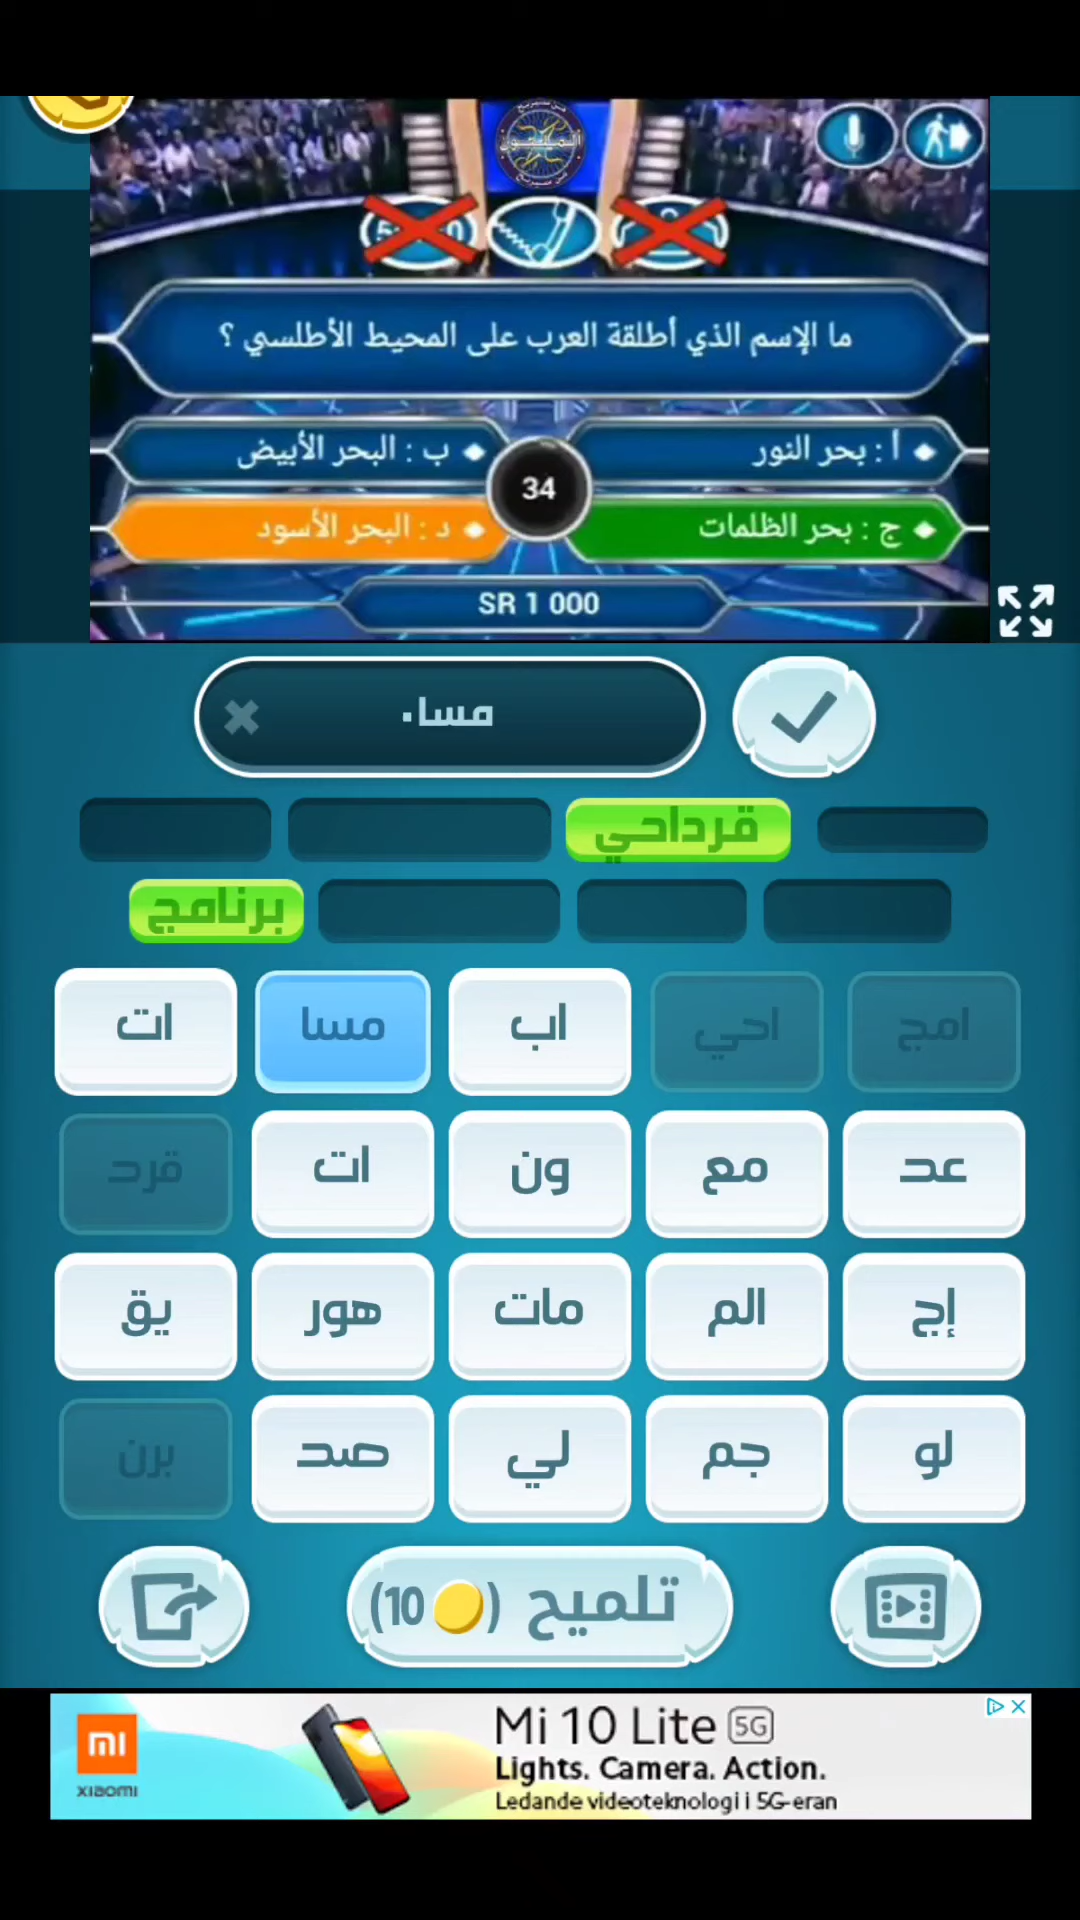 المليون
ما الإسم الذي أطلقة العرب على المحيط الأطلسي ؟
أ : بحر النور
ب : البحر الأبيض
34
ج : بحر الظلمات
د : البحر الأسود
SR 1 000
مسا.
قرداحي
برنامج
ات مسا اب احي امج
قرد ات ون مع عد
يق هور مات الم إج
برن صد لي جم لو
تلميح (10)
Mi 10 Lite 5G
Lights. Camera. Action.
Ledande videoteknologi i 5G-eran
mi
XIAOMI